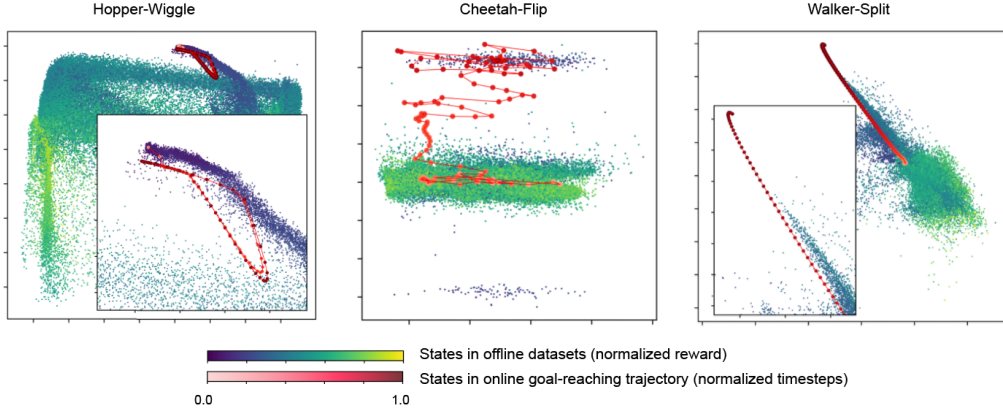 Hopper-Wiggle
Cheetah-Flip
Walker-Split
States in offline datasets (normalized reward)
States in online goal-reaching trajectory (normalized timesteps)
0.0
1.0